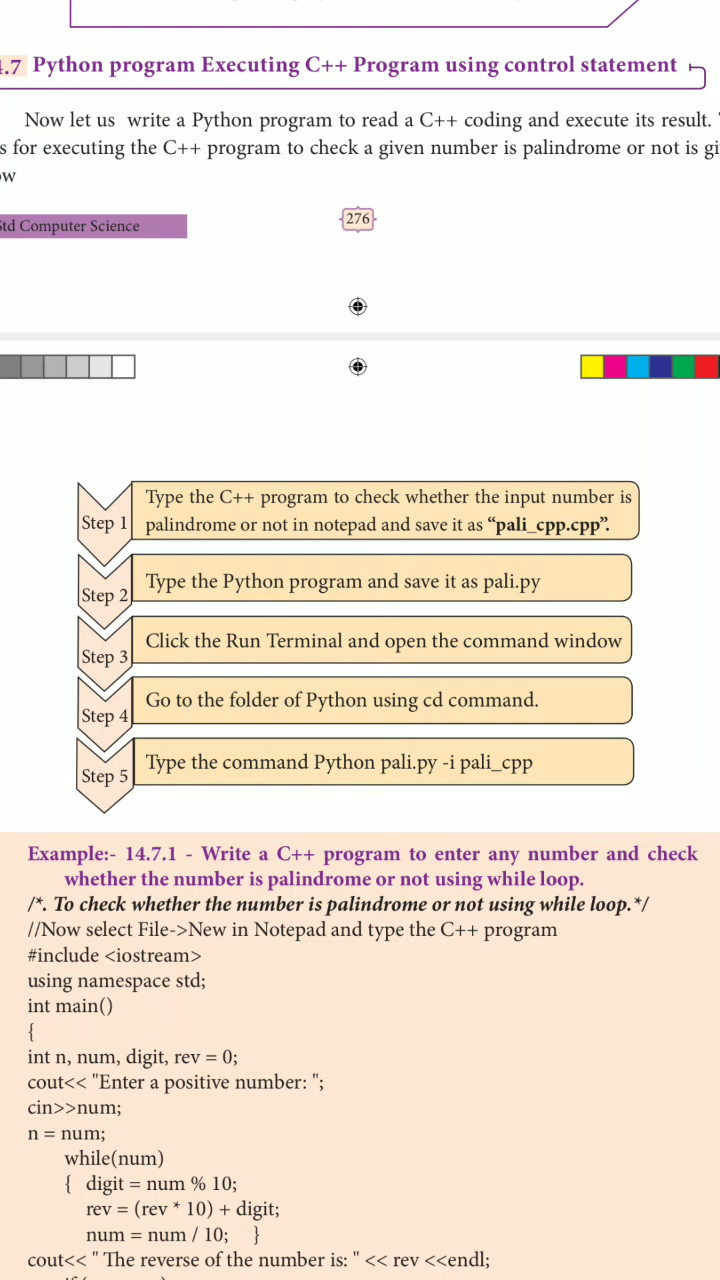 .7 Python program Executing C++ Program using control statement
Now let us write a Python program to read a C++ coding and execute its result.
for executing the C++ program to check a given number is palindrome or not is
Std Computer Science
276
Step 1
Type the C++ program to check whether the input number is
palindrome or not in notepad and save it as “pali_cpp.cpp”.
Step 2
Type the Python program and save it as pali.py
Step 3
Click the Run Terminal and open the command window
Step 4
Go to the folder of Python using cd command.
Step 5
Type the command Python pali.py -i pali_cpp
Example:- 14.7.1 - Write a C++ program to enter any number and check
whether the number is palindrome or not using while loop.
/*. To check whether the number is palindrome or not using while loop.*/
//Now select File->New in Notepad and type the C++ program
#include <iostream>
using namespace std;
int main()
{
int n, num, digit, rev = 0;
cout<< "Enter a positive number: ";
cin>>num;
n = num;
while(num)
{ digit = num % 10;
rev = (rev * 10) + digit;
num = num / 10; }
cout<< " The reverse of the number is: " << rev <<endl;